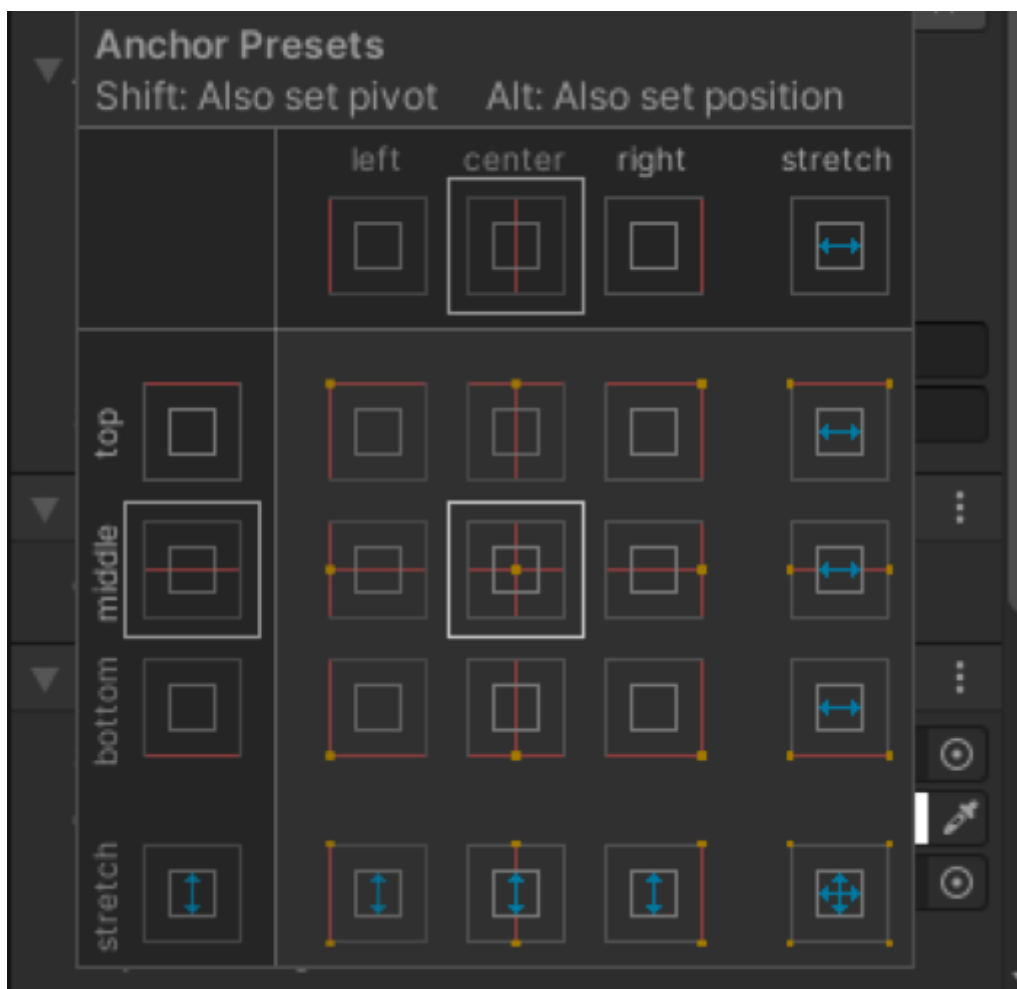 Anchor Presets
Shift: Also set pivot Alt: Also set position
left center right stretch
top
middle
bottom
stretch